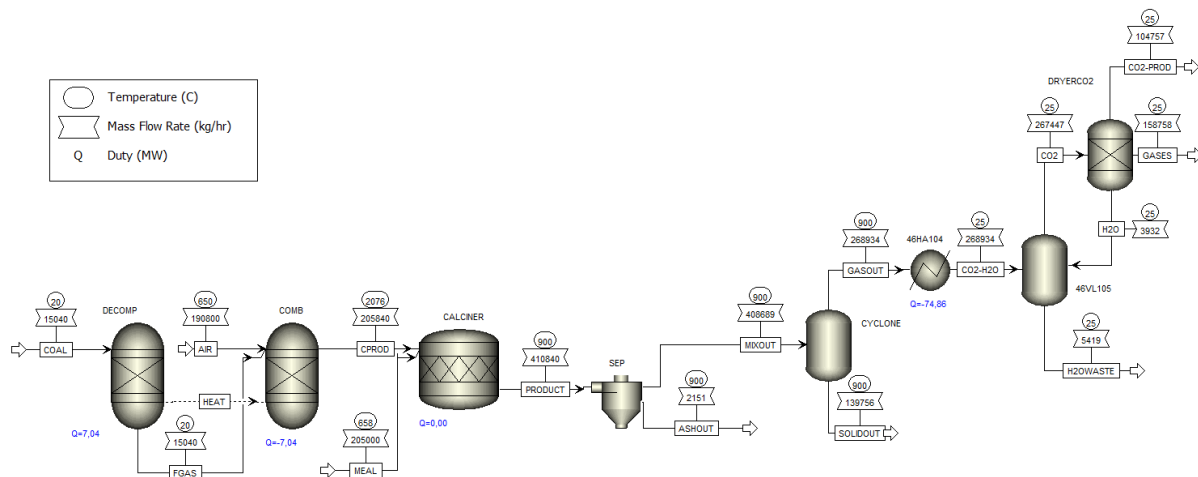 Temperature (C)
Mass Flow Rate (kg/hr)
Q Duty (MW)
20
15040
COAL
DECOMP
Q=7,04
20
15040
FGAS
HEAT
650
190800
AIR
COMB
Q=-7,04
2076
205840
CPROD
658
205000
MEAL
CALCINER
Q=0,00
900
410840
PRODUCT
SEP
900
2151
ASHOUT
900
408689
MIXOUT
CYCLONE
900
139756
SOLIDOUT
900
268934
GASOUT
46HA104
Q=-74,86
25
268934
CO2-H2O
46VL105
25
5419
H2OWASTE
25
267447
CO2
DRYERCO2
25
104757
CO2-PROD
25
158758
GASES
25
3932
H2O